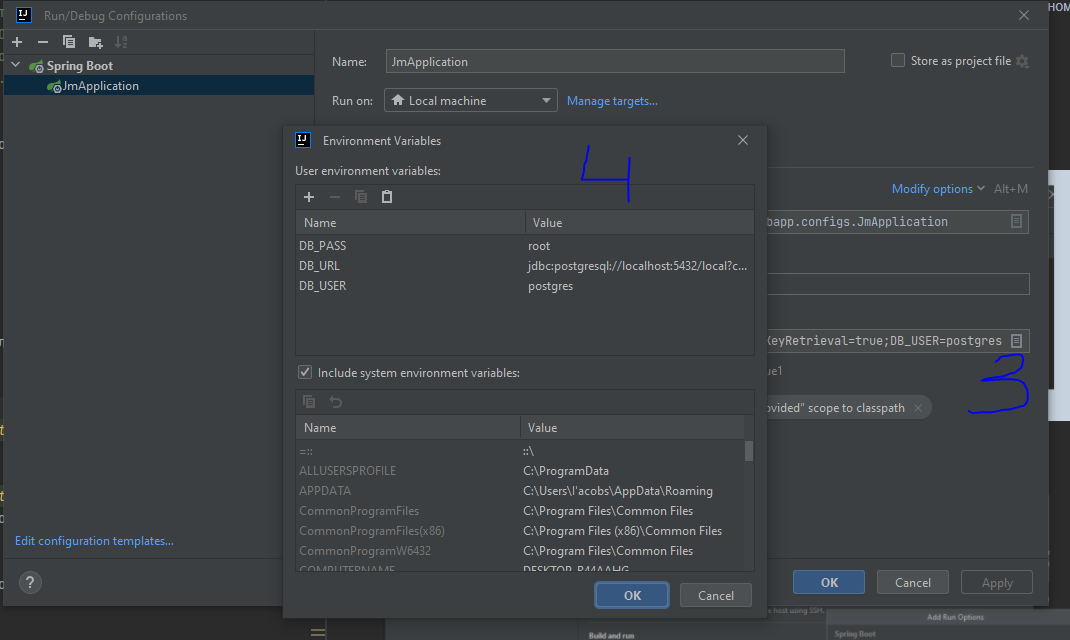 Run/Debug Configurations
Spring Boot
JmApplication
Name: JmApplication
Store as project file
Run on: Local machine
Manage targets...
Modify options Alt+M
bapp.configs.JmApplication
KeyRetrieval=true;DB_USER=postgres
ue1
ovided" scope to classpath
3
Environment Variables
4
User environment variables:
Name Value
DB_PASS root
DB_URL jdbc:postgresql://localhost:5432/local?c...
DB_USER postgres
Include system environment variables:
Name Value
=:: ::\
ALLUSERSPROFILE C:\ProgramData
APPDATA C:\Users\I'acobs\AppData\Roaming
CommonProgramFiles C:\Program Files\Common Files
CommonProgramFiles(x86) C:\Program Files (x86)\Common Files
CommonProgramW6432 C:\Program Files\Common Files
COMPUTERNAME DESKTOP-B44AAHG
OK Cancel
Edit configuration templates...
?
OK Cancel Apply
e host using SSH.
Build and run
Add Run Options
Spring Boot
HOM